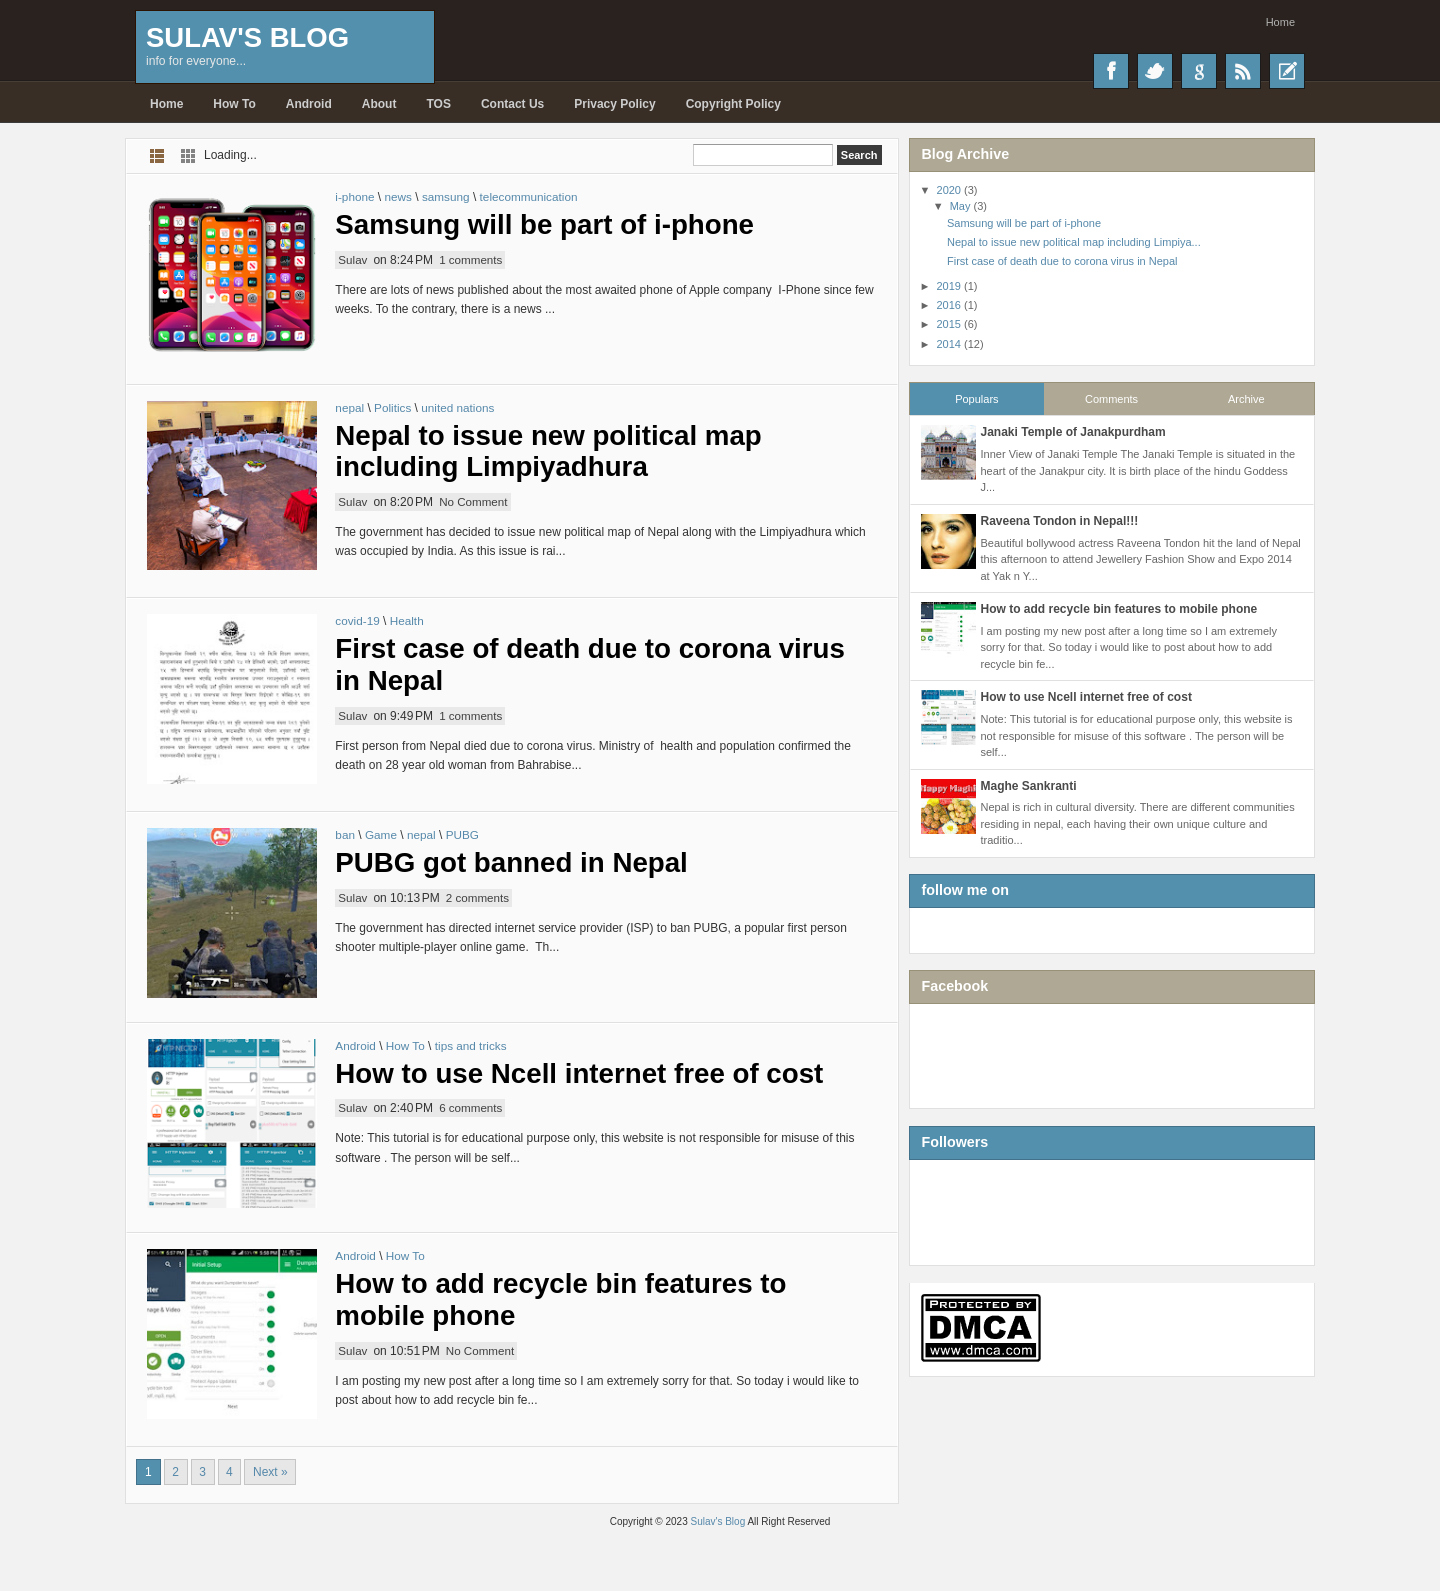 SULAV'S BLOG
info for everyone...
Home
Home How To Android About TOS Contact Us Privacy Policy Copyright Policy
Loading...
Search
i-phone \ news \ samsung \ telecommunication
Samsung will be part of i-phone
Sulav on 8:24 PM 1 comments
There are lots of news published about the most awaited phone of Apple company I-Phone since few
weeks. To the contrary, there is a news ...
nepal \ Politics \ united nations
Nepal to issue new political map
including Limpiyadhura
Sulav on 8:20 PM No Comment
The government has decided to issue new political map of Nepal along with the Limpiyadhura which
was occupied by India. As this issue is rai...
covid-19 \ Health
First case of death due to corona virus
in Nepal
Sulav on 9:49 PM 1 comments
First person from Nepal died due to corona virus. Ministry of health and population confirmed the
death on 28 year old woman from Bahrabise...
ban \ Game \ nepal \ PUBG
PUBG got banned in Nepal
Sulav on 10:13 PM 2 comments
The government has directed internet service provider (ISP) to ban PUBG, a popular first person
shooter multiple-player online game. Th...
Android \ How To \ tips and tricks
How to use Ncell internet free of cost
Sulav on 2:40 PM 6 comments
Note: This tutorial is for educational purpose only, this website is not responsible for misuse of this
software . The person will be self...
Android \ How To
How to add recycle bin features to
mobile phone
Sulav on 10:51 PM No Comment
I am posting my new post after a long time so I am extremely sorry for that. So today i would like to
post about how to add recycle bin fe...
1 2 3 4 Next »
Blog Archive
▼ 2020 (3)
▼ May (3)
Samsung will be part of i-phone
Nepal to issue new political map including Limpiya...
First case of death due to corona virus in Nepal
► 2019 (1)
► 2016 (1)
► 2015 (6)
► 2014 (12)
Populars Comments Archive
Janaki Temple of Janakpurdham
Inner View of Janaki Temple The Janaki Temple is situated in the
heart of the Janakpur city. It is birth place of the hindu Goddess
J...
Raveena Tondon in Nepal!!!
Beautiful bollywood actress Raveena Tondon hit the land of Nepal
this afternoon to attend Jewellery Fashion Show and Expo 2014
at Yak n Y...
How to add recycle bin features to mobile phone
I am posting my new post after a long time so I am extremely
sorry for that. So today i would like to post about how to add
recycle bin fe...
How to use Ncell internet free of cost
Note: This tutorial is for educational purpose only, this website is
not responsible for misuse of this software . The person will be
self...
Maghe Sankranti
Nepal is rich in cultural diversity. There are different communities
residing in nepal, each having their own unique culture and
traditio...
follow me on
Facebook
Followers
PROTECTED BY
DMCA
www.dmca.com
Copyright © 2023 Sulav's Blog All Right Reserved